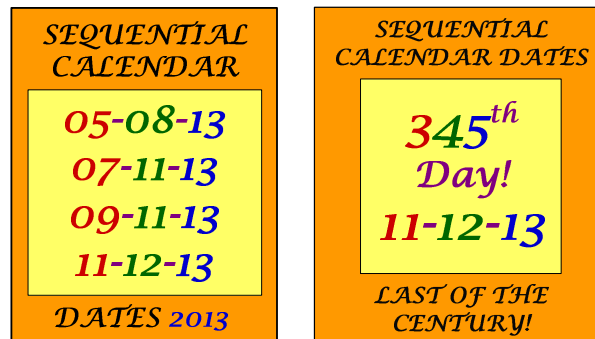 SEQUENTIAL
CALENDAR
05-08-13
07-11-13
09-11-13
11-12-13
DATES 2013
SEQUENTIAL
CALENDAR DATES
345th
Day!
11-12-13
LAST OF THE
CENTURY!